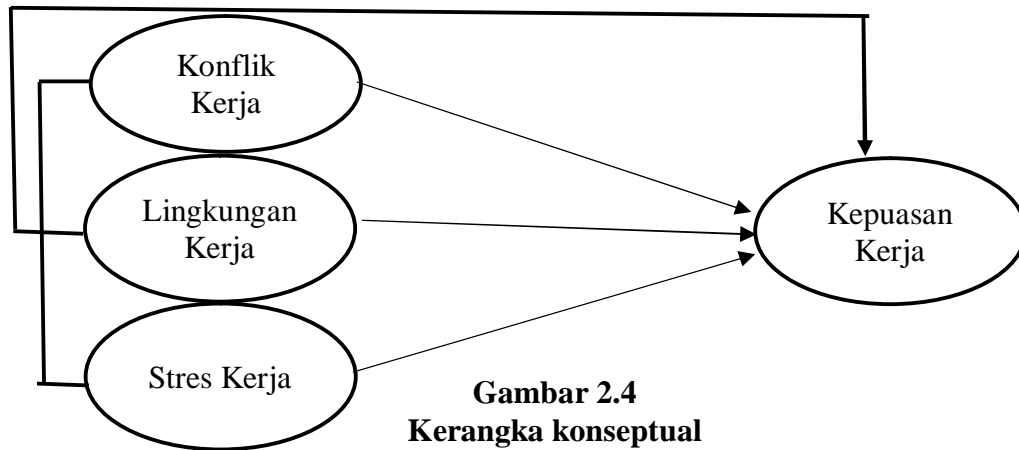 Konflik
Kerja
Lingkungan
Kerja
Stres Kerja
Kepuasan
Kerja
Gambar 2.4
Kerangka konseptual